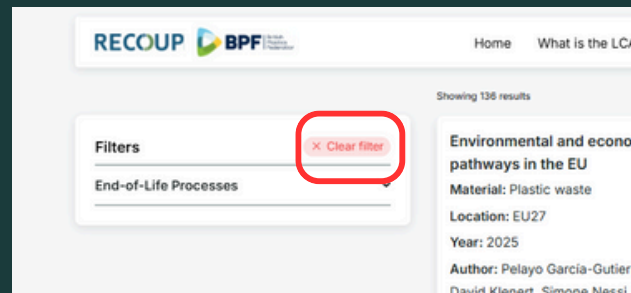 RECOUP BPF
Home What is the LCA
Showing 136 results
Filters
× Clear filter
End-of-Life Processes
Environmental and econo
pathways in the EU
Material: Plastic waste
Location: EU27
Year: 2025
Author: Pelayo García-Gutier
David Klenert, Simone Nessi